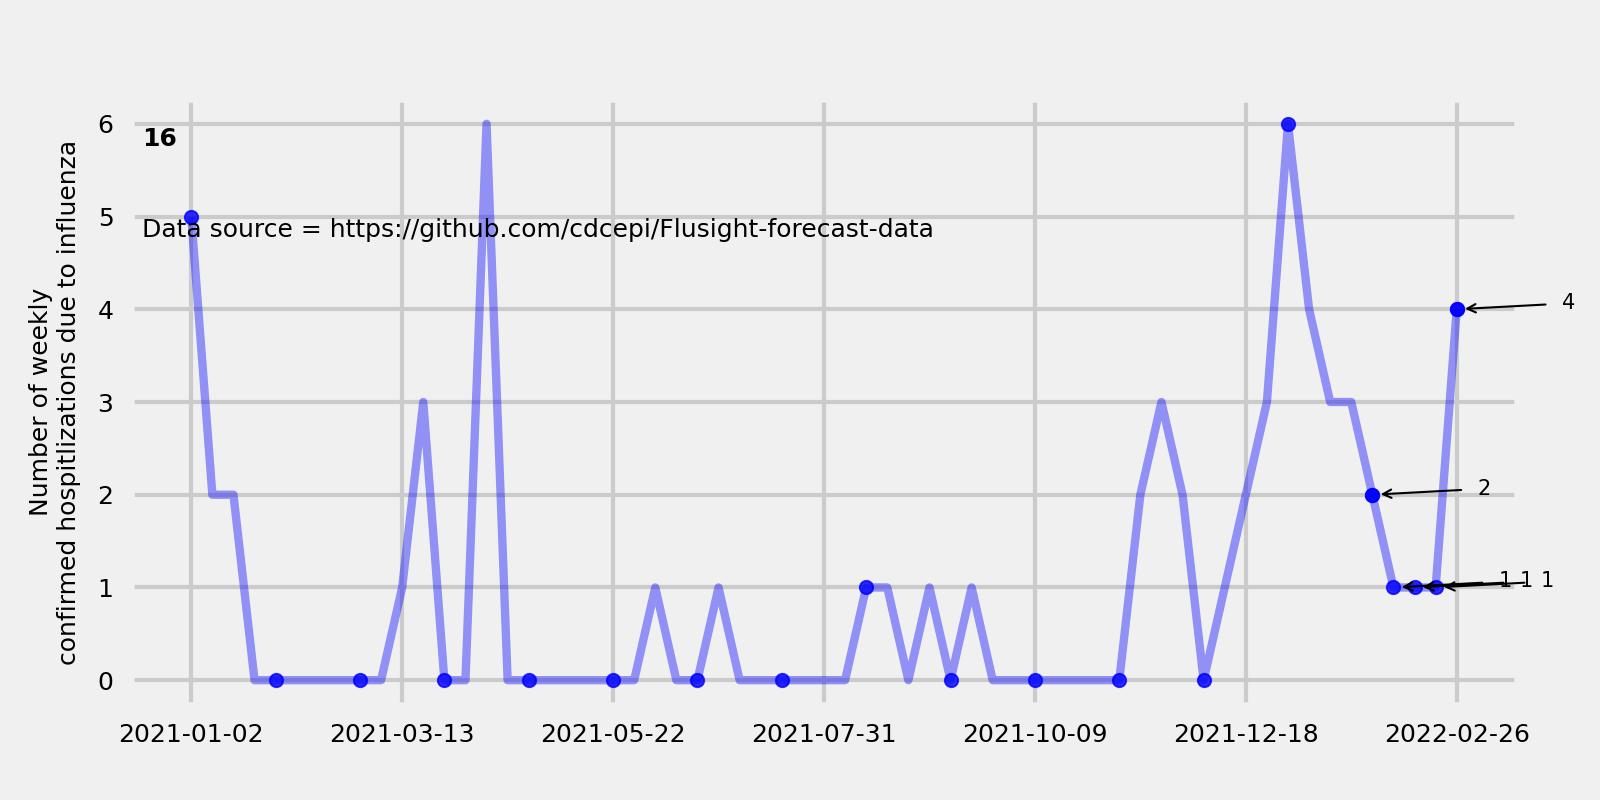 16
Data source = https://github.com/cdcepi/Flusight-forecast-data
Number of weekly
confirmed hospitlizations due to influenza
6
5
4
3
2
1
0
4
2
1 1 1
2021-01-02 2021-03-13 2021-05-22 2021-07-31 2021-10-09 2021-12-18 2022-02-26